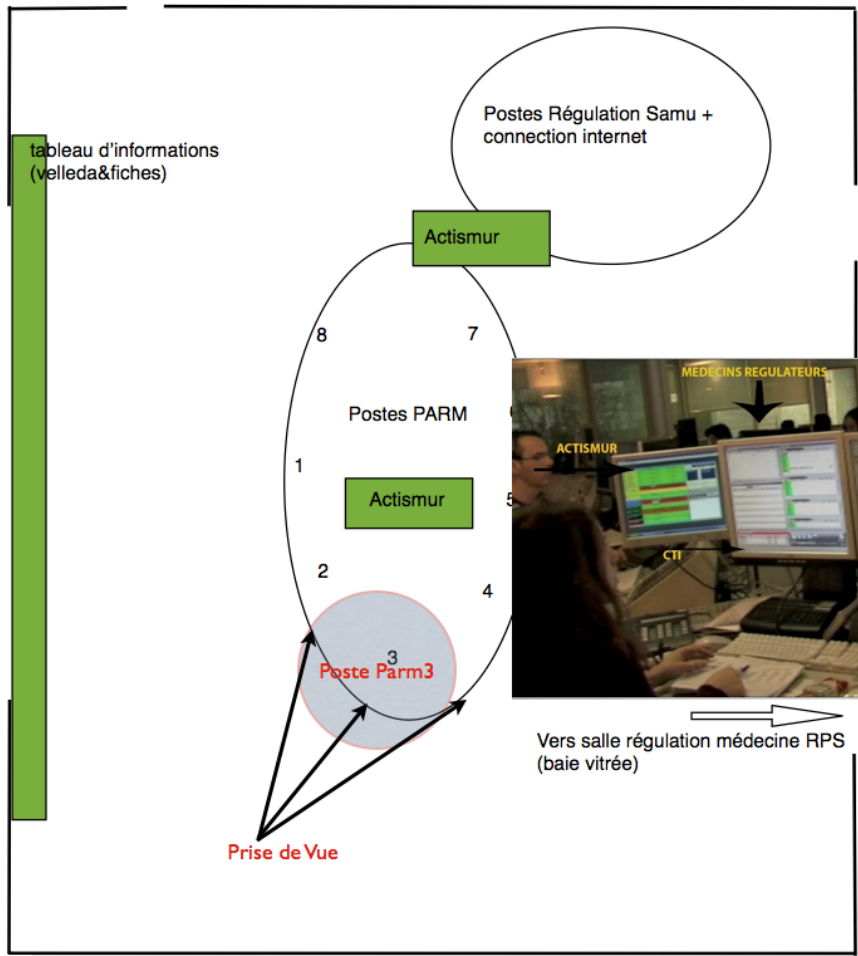 Postes Régulation Samu +
connection internet
tableau d'informations
(velleda&fiches)
Actismur
8
7
MEDECINS REGULATEURS
Postes PARM
ACTISMUR
1
Actismur
5
CTI
2
4
3
Poste Parm3
Vers salle régulation médecine RPS
(baie vitrée)
Prise de Vue